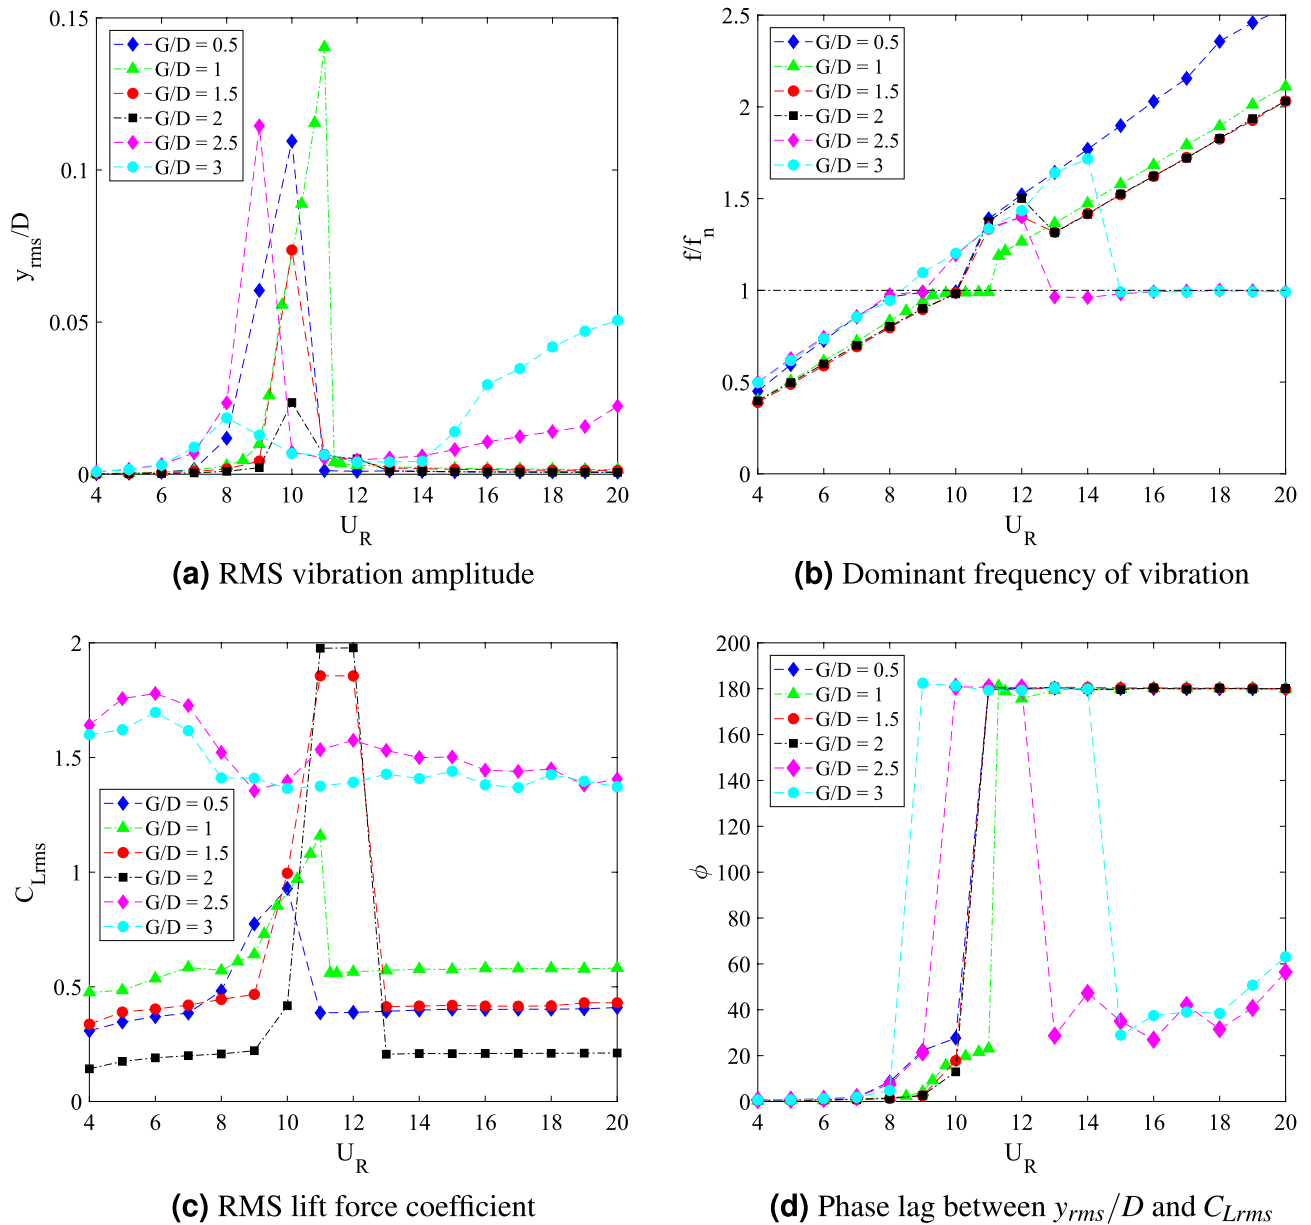 0.15
0.1
0.05
0
y_rms/D
G/D = 0.5
G/D = 1
G/D = 1.5
G/D = 2
G/D = 2.5
G/D = 3
4 6 8 10 12 14 16 18 20
U_R
(a) RMS vibration amplitude
2.5
2
1.5
1
0.5
0
f/f_n
G/D = 0.5
G/D = 1
G/D = 1.5
G/D = 2
G/D = 2.5
G/D = 3
4 6 8 10 12 14 16 18 20
U_R
(b) Dominant frequency of vibration
2
1.5
1
0.5
0
C_Lrms
G/D = 0.5
G/D = 1
G/D = 1.5
G/D = 2
G/D = 2.5
G/D = 3
4 6 8 10 12 14 16 18 20
U_R
(c) RMS lift force coefficient
200
180
160
140
120
100
80
60
40
20
0
ϕ
G/D = 0.5
G/D = 1
G/D = 1.5
G/D = 2
G/D = 2.5
G/D = 3
4 6 8 10 12 14 16 18 20
U_R
(d) Phase lag between y_rms/D and C_Lrms